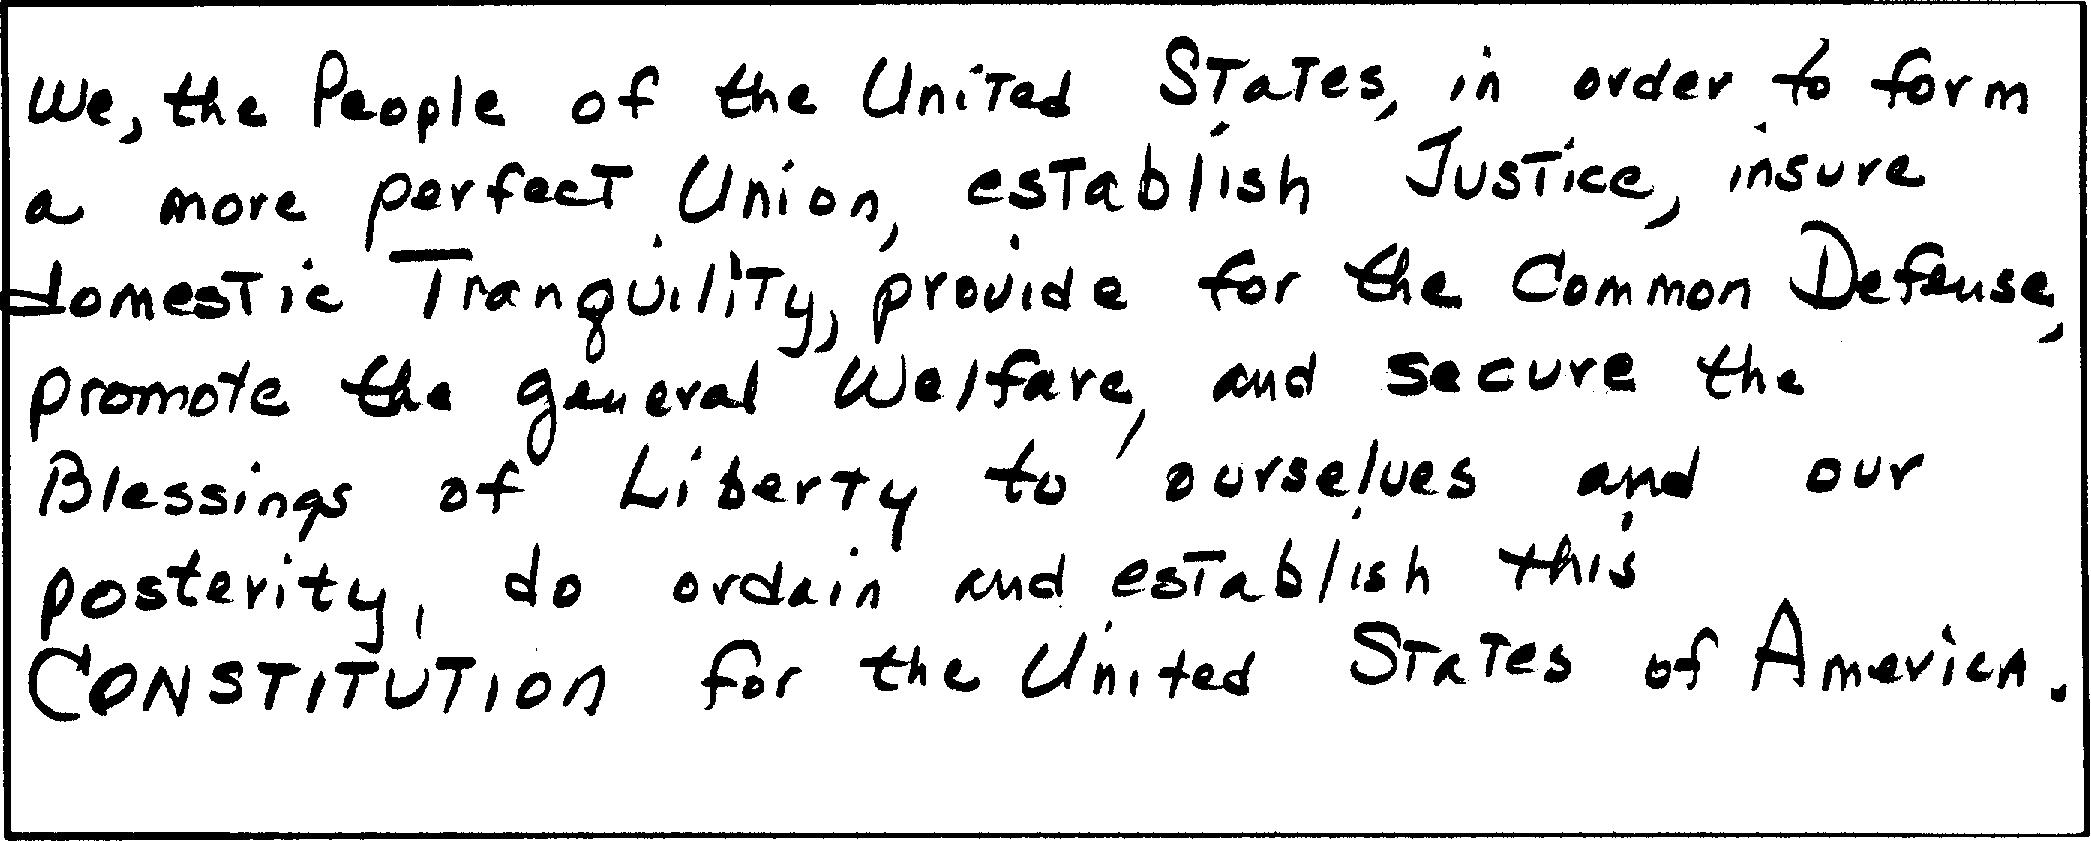 We, the People of the United States, in order to form
a more perfect Union, establish Justice, insure
domestic Tranquility, provide for the Common Defense,
promote the general Welfare, and secure the
Blessings of Liberty to ourselves and our
posterity, do ordain and establish this
CONSTITUTION for the United States of America.